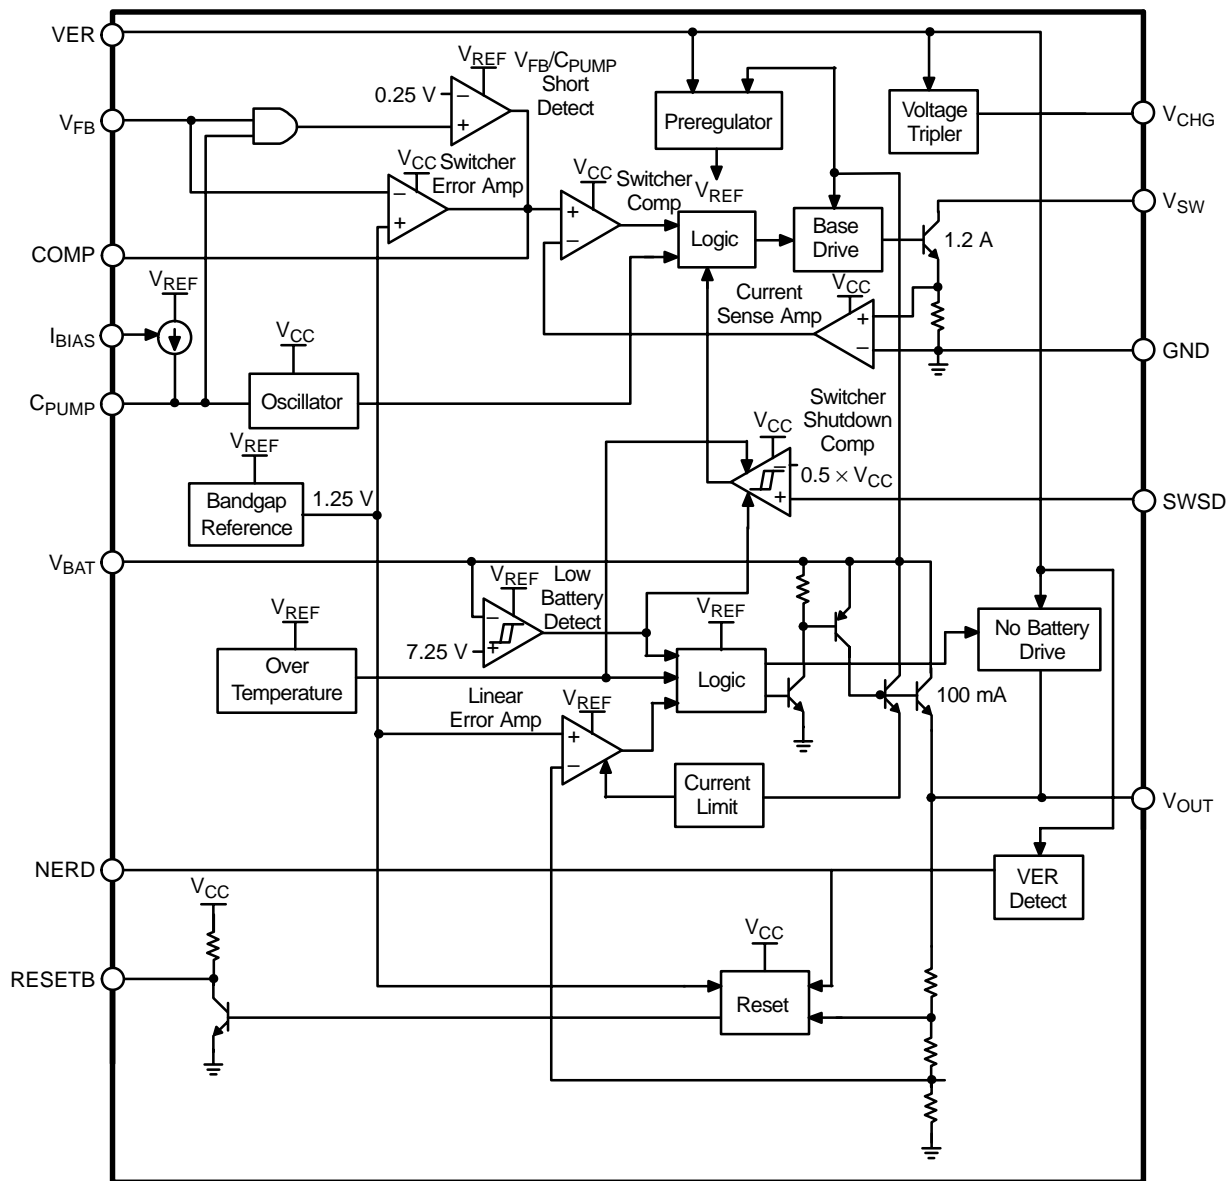 VER
V_REF
V_FB/C_PUMP
Short
Detect
0.25 V
−
+
V_FB
Preregulator
V_REF
Voltage
Tripler
V_CHG
V_CC
Switcher
Error Amp
−
+
V_CC
Switcher
Comp
+
−
Logic
Base
Drive
V_SW
1.2 A
COMP
V_REF
I_BIAS
V_CC
Current
Sense Amp
V_CC
+
−
GND
C_PUMP
Oscillator
V_REF
Bandgap
Reference
1.25 V
Switcher
Shutdown
Comp
V_CC
−
0.5 × V_CC
+
SWSD
V_BAT
V_REF
Low
Battery
Detect
−
7.25 V
+
V_REF
Over
Temperature
V_REF
Logic
No Battery
Drive
100 mA
Linear
Error Amp
V_REF
+
−
Current
Limit
V_OUT
NERD
VER
Detect
V_CC
RESETB
V_CC
Reset